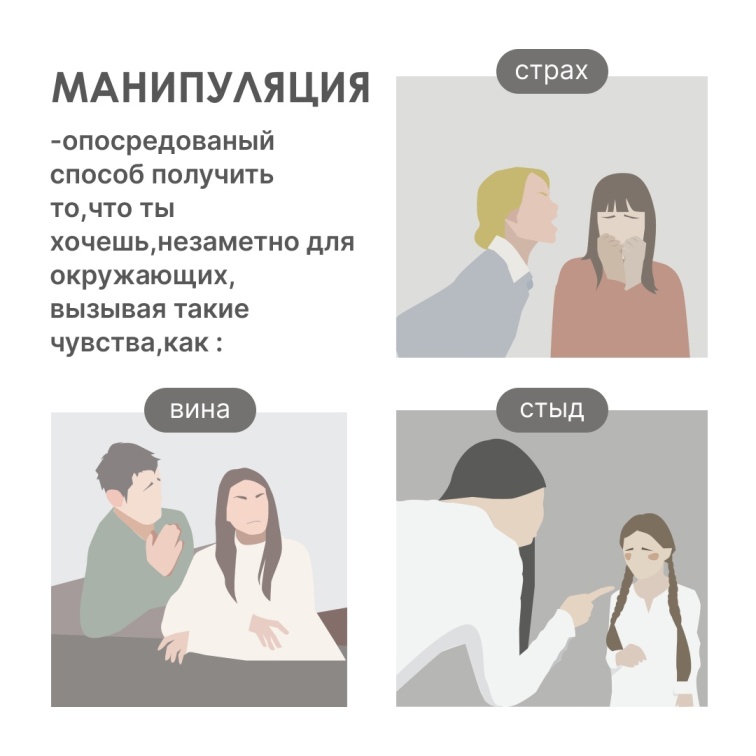 МАНИПУЛЯЦИЯ
-опосредованый
способ получить
то,что ты
хочешь,незаметно для
окружающих,
вызывая такие
чувства,как :
страх
вина
стыд